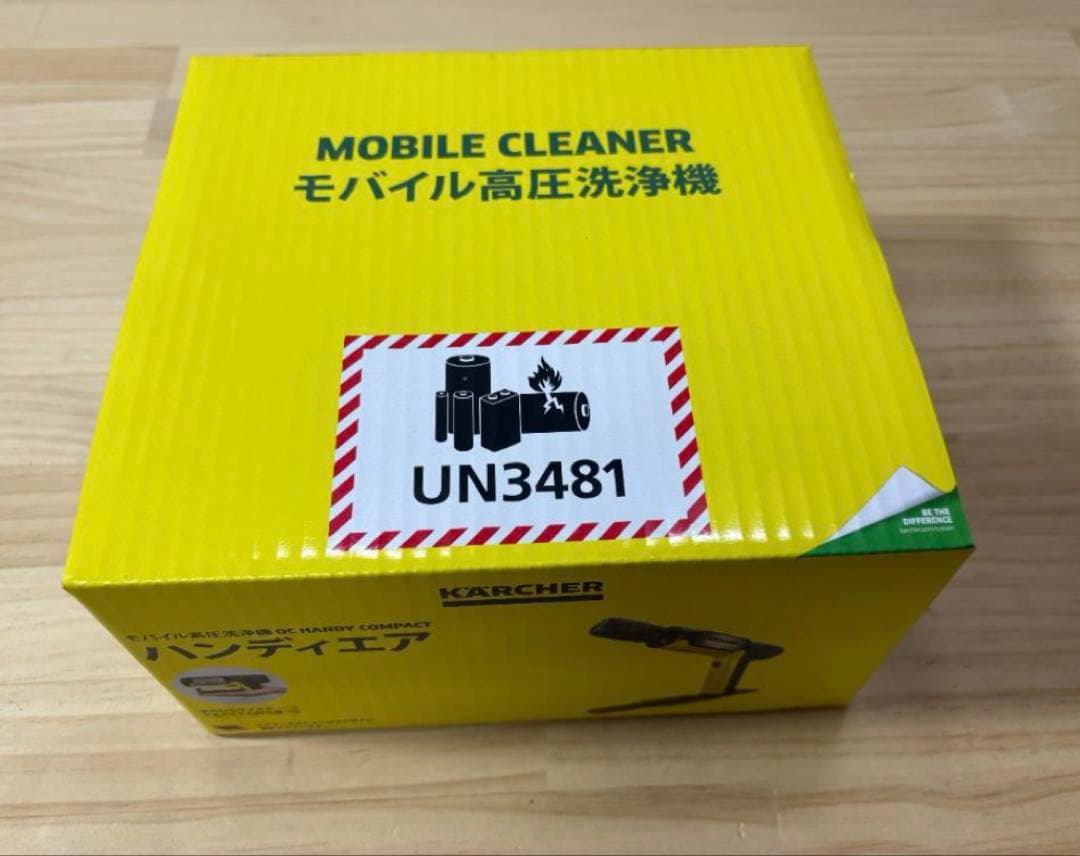 MOBILE CLEANER
モバイル高圧洗浄機
UN3481
BE THE
DIFFERENCE
KÄRCHER
モバイル高圧洗浄機 OC HANDY COMPACT
ハンディエア